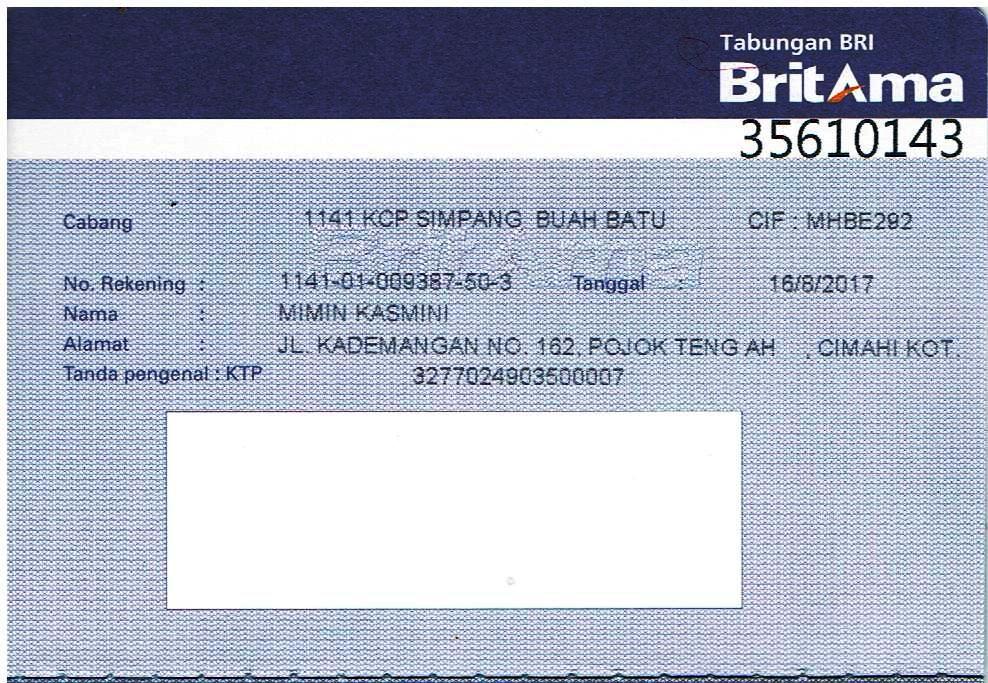 Tabungan BRI
BritAma
35610143
Cabang 1141 KCP SIMPANG BUAH BATU CIF : MHBE292
No. Rekening : 1141-01-009387-50-3 Tanggal : 16/8/2017
Nama : MIMIN KASMINI
Alamat : JL. KADEMANGAN NO. 162, POJOK TENG AH , CIMAHI KOT.
Tanda pengenal : KTP 3277024903500007